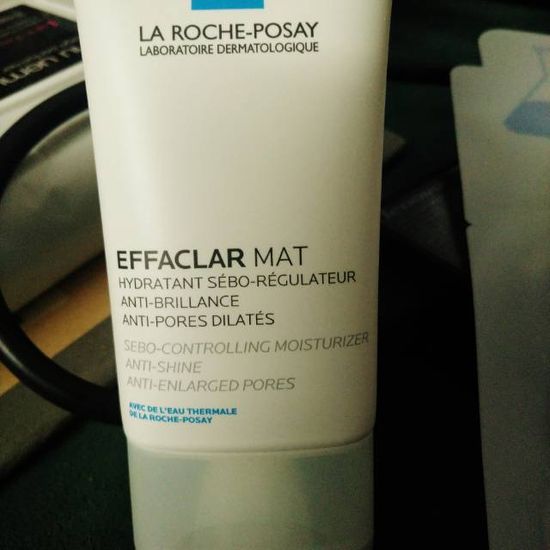 LA ROCHE-POSAY
LABORATOIRE DERMATOLOGIQUE
EFFACLAR MAT
HYDRATANT SÉBO-RÉGULATEUR
ANTI-BRILLANCE
ANTI-PORES DILATÉS
SEBO-CONTROLLING MOISTURIZER
ANTI-SHINE
ANTI-ENLARGED PORES
AVEC DE L'EAU THERMALE
DE LA ROCHE-POSAY